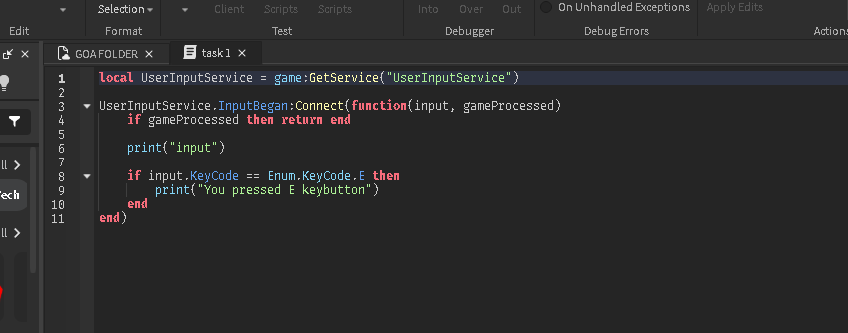 Selection Client Scripts Scripts Into Over Out On Unhandled Exceptions Apply Edits
Edit Format Test Debugger Debug Errors Actions
GOA FOLDER task1
1 local UserInputService = game:GetService("UserInputService")
2
3 UserInputService.InputBegan:Connect(function(input, gameProcessed)
4 if gameProcessed then return end
5
6 print("input")
7
8 if input.KeyCode == Enum.KeyCode.E then
9 print("You pressed E keybutton")
10 end
11 end)
ll
Tech
ll